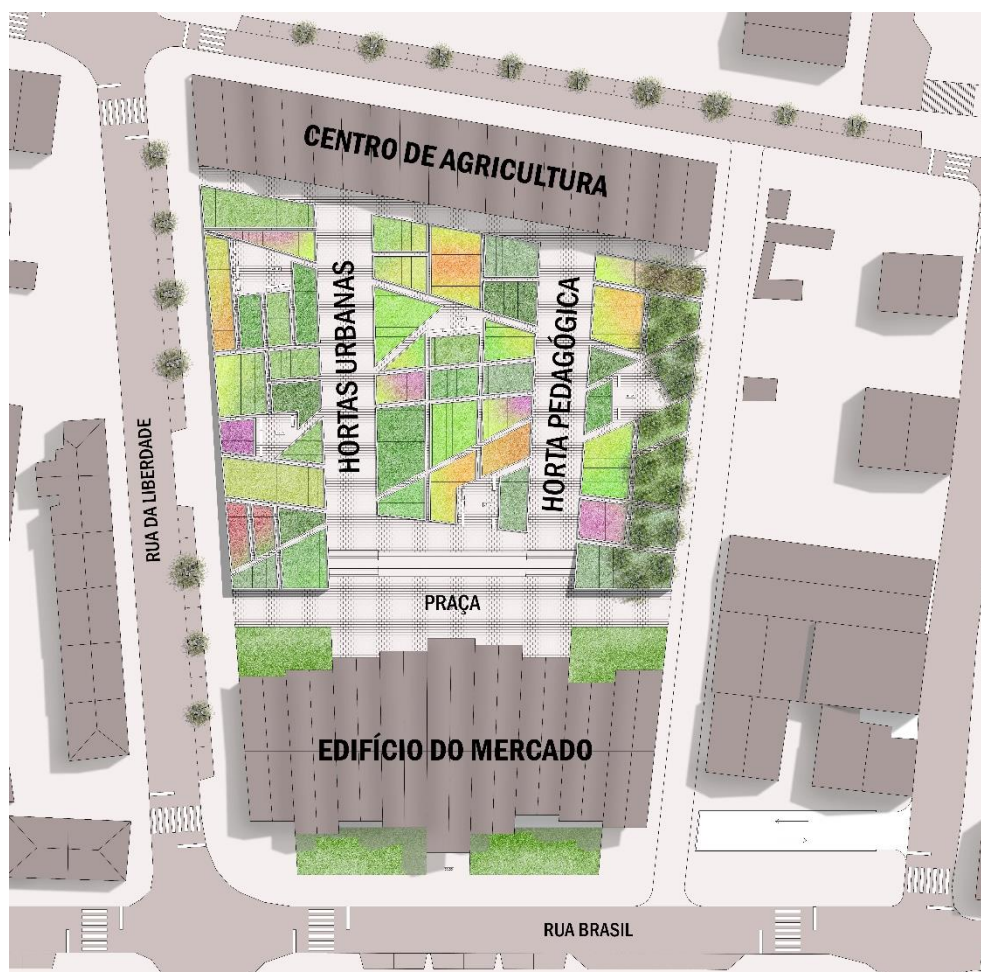 CENTRO DE AGRICULTURA
HORTAS URBANAS
HORTA PEDAGÓGICA
RUA DA LIBERDADE
PRAÇA
EDIFÍCIO DO MERCADO
RUA BRASIL